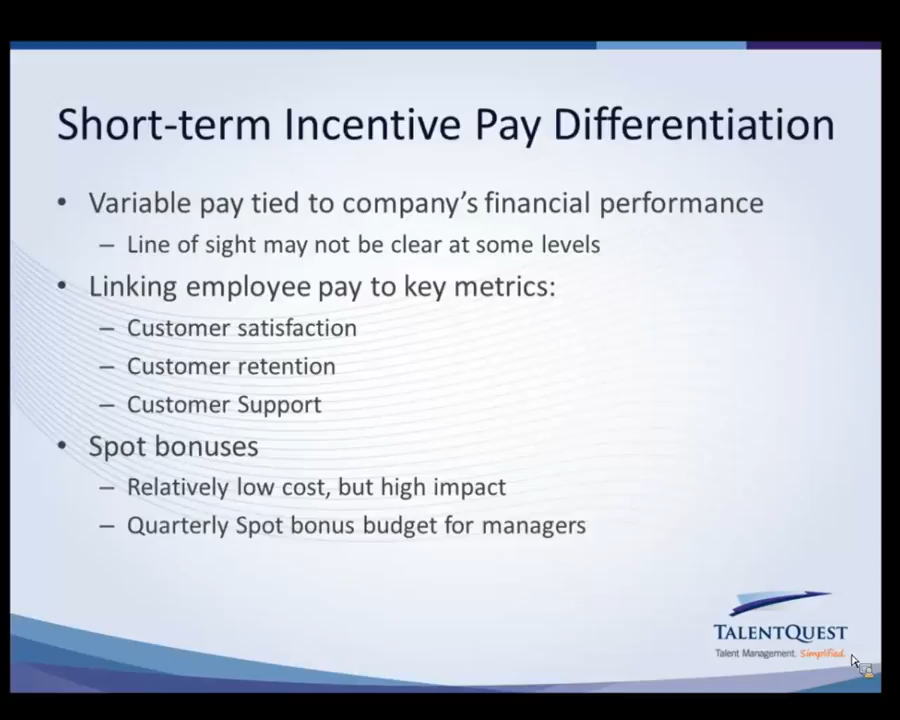 Short-term Incentive Pay Differentiation
• Variable pay tied to company's financial performance
– Line of sight may not be clear at some levels
• Linking employee pay to key metrics:
– Customer satisfaction
– Customer retention
– Customer Support
• Spot bonuses
– Relatively low cost, but high impact
– Quarterly Spot bonus budget for managers
TALENTQUEST
Talent Management. Simplified.